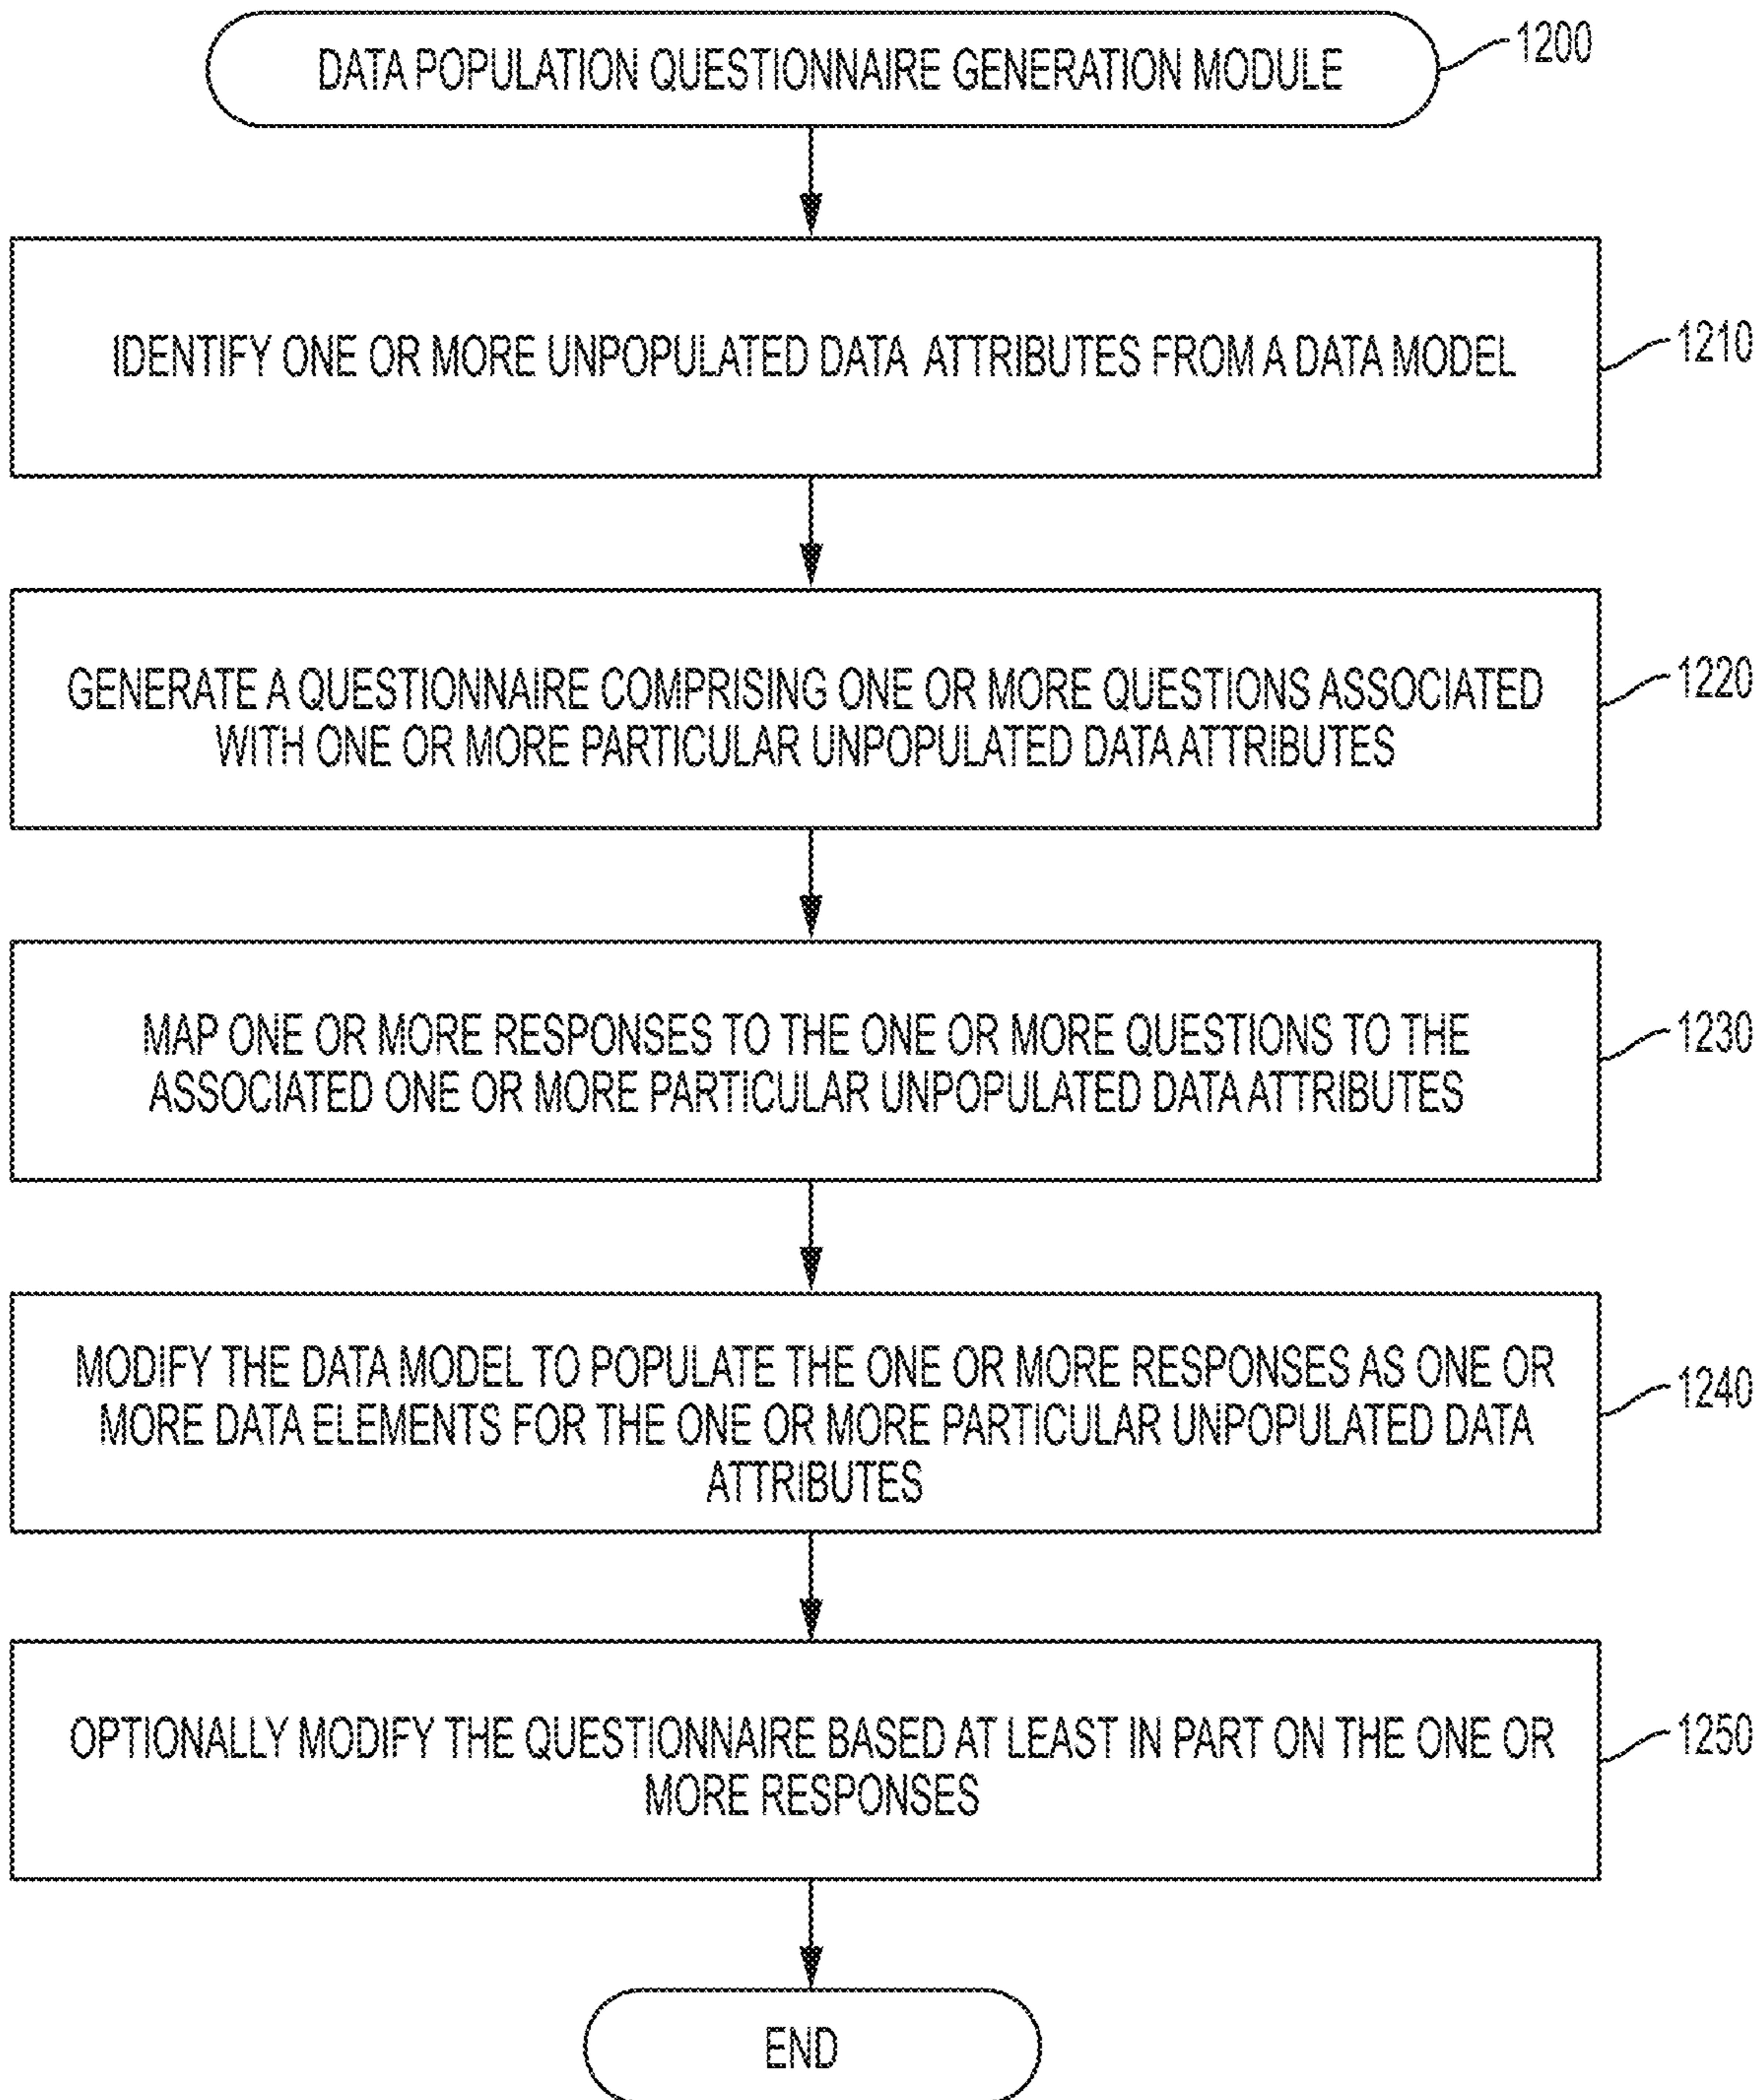 DATA POPULATION QUESTIONNAIRE GENERATION MODULE
1200
IDENTIFY ONE OR MORE UNPOPULATED DATA ATTRIBUTES FROM A DATA MODEL
1210
GENERATE A QUESTIONNAIRE COMPRISING ONE OR MORE QUESTIONS ASSOCIATED
WITH ONE OR MORE PARTICULAR UNPOPULATED DATA ATTRIBUTES
1220
MAP ONE OR MORE RESPONSES TO THE ONE OR MORE QUESTIONS TO THE
ASSOCIATED ONE OR MORE PARTICULAR UNPOPULATED DATA ATTRIBUTES
1230
MODIFY THE DATA MODEL TO POPULATE THE ONE OR MORE RESPONSES AS ONE OR
MORE DATA ELEMENTS FOR THE ONE OR MORE PARTICULAR UNPOPULATED DATA
ATTRIBUTES
1240
OPTIONALLY MODIFY THE QUESTIONNAIRE BASED AT LEAST IN PART ON THE ONE OR
MORE RESPONSES
1250
END